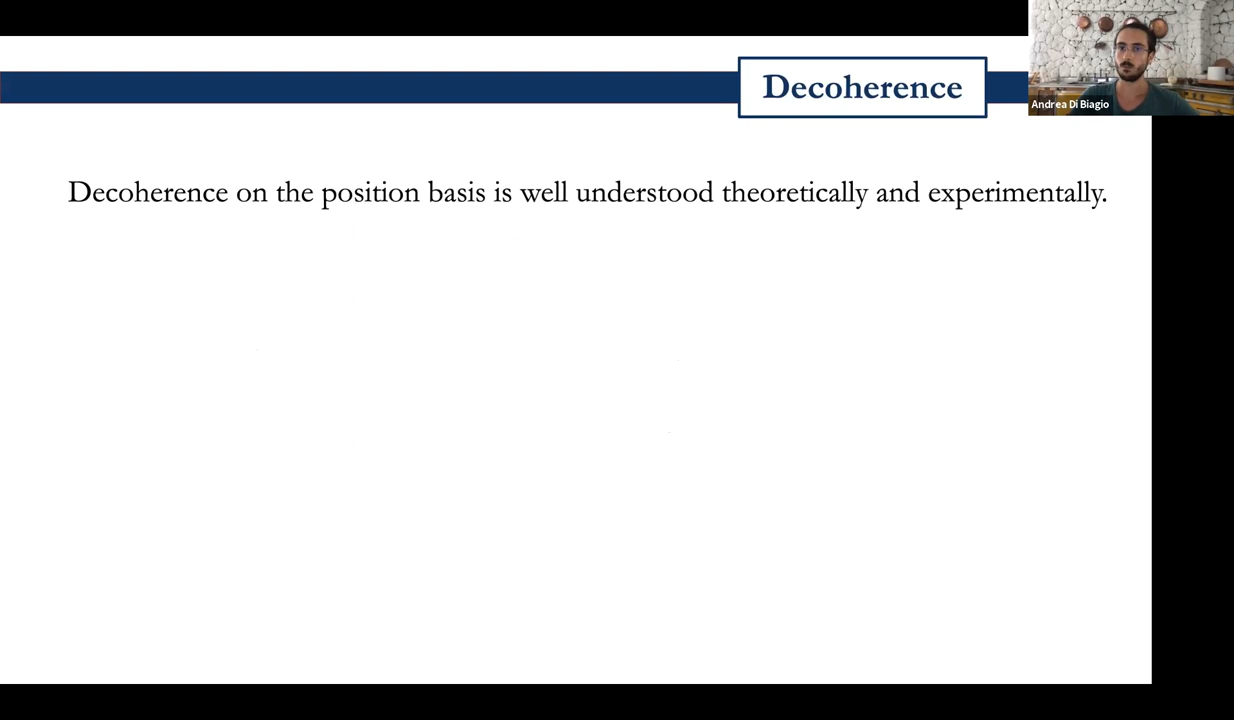 Decoherence
Andrea Di Biagio
Decoherence on the position basis is well understood theoretically and experimentally.